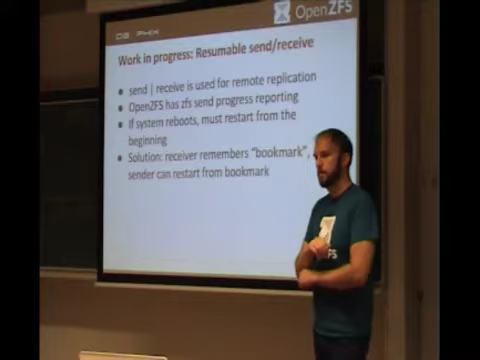 OpenZFS
Work in progress: Resumable send/receive
send | receive is used for remote replication
OpenZFS has zfs send progress reporting
If system reboots, must restart from the
beginning
Solution: receiver remembers "bookmark",
sender can restart from bookmark